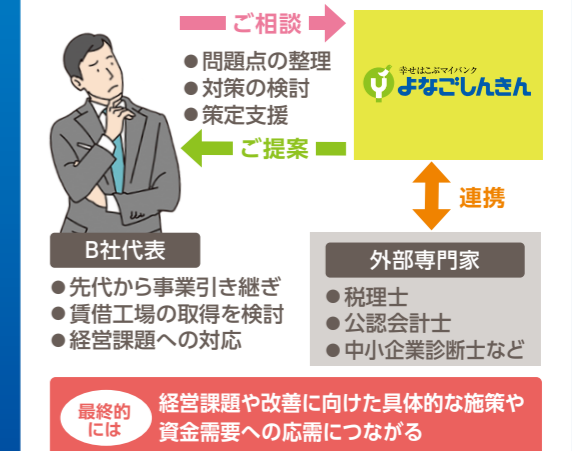 ご相談
●問題点の整理
●対策の検討
●策定支援
ご提案
幸せはこぶマイバンク
よなごしんきん
連携
B社代表
●先代から事業引き継ぎ
●賃借工場の取得を検討
●経営課題への対応
外部専門家
●税理士
●公認会計士
●中小企業診断士など
最終的
には
経営課題や改善に向けた具体的な施策や
資金需要への応需につながる